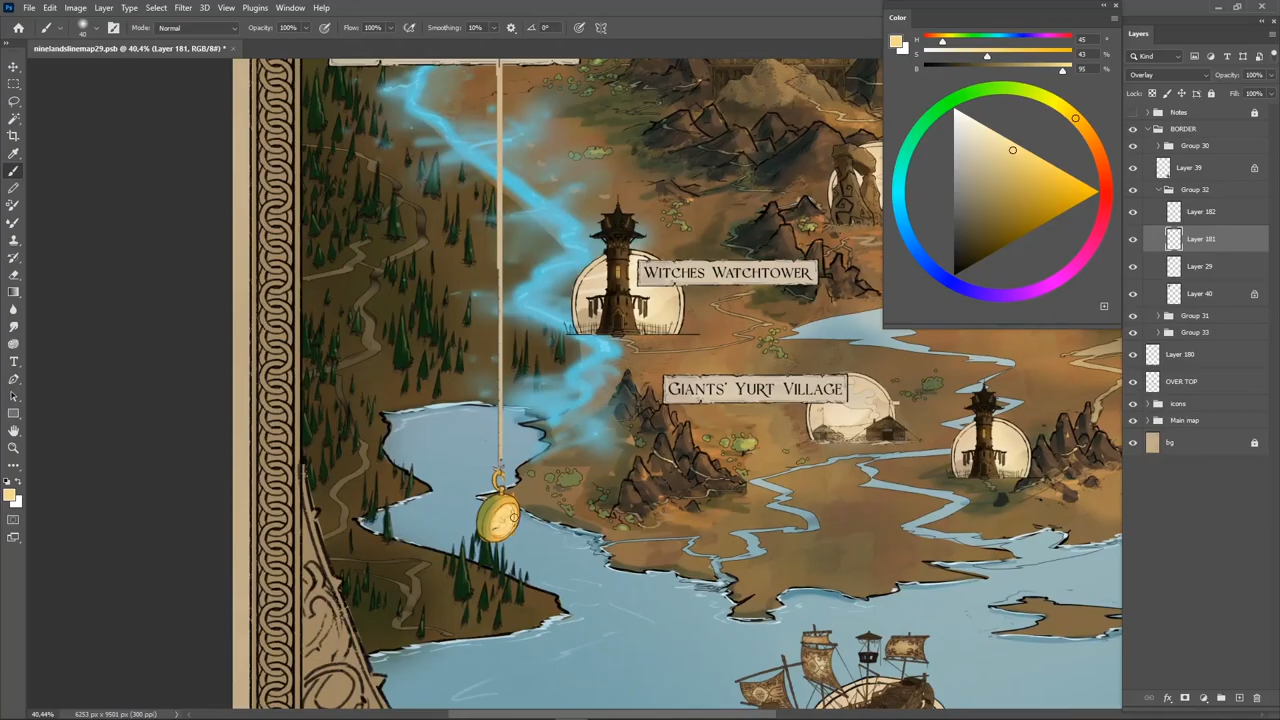 Ps File Edit Image Layer Type Select Filter 3D View Plugins Window Help
40 Mode: Normal Opacity: 100% Flow: 100% Smoothing: 10% 0°
ninelandslinemap29.psb @ 40,4% (Layer 181, RGB/8#) *
Color
H 45 °
S 43 %
B 95 %
Layers
Kind
Overlay Opacity: 100%
Lock: Fill: 100%
Notes
BORDER
Group 30
Layer 39
Group 32
Layer 182
Layer 181
Layer 29
Layer 40
Group 31
Group 33
Layer 180
OVER TOP
icons
Main map
bg
Witches Watchtower
Giants' Yurt Village
40,44% 6253 px x 9501 px (300 ppi)